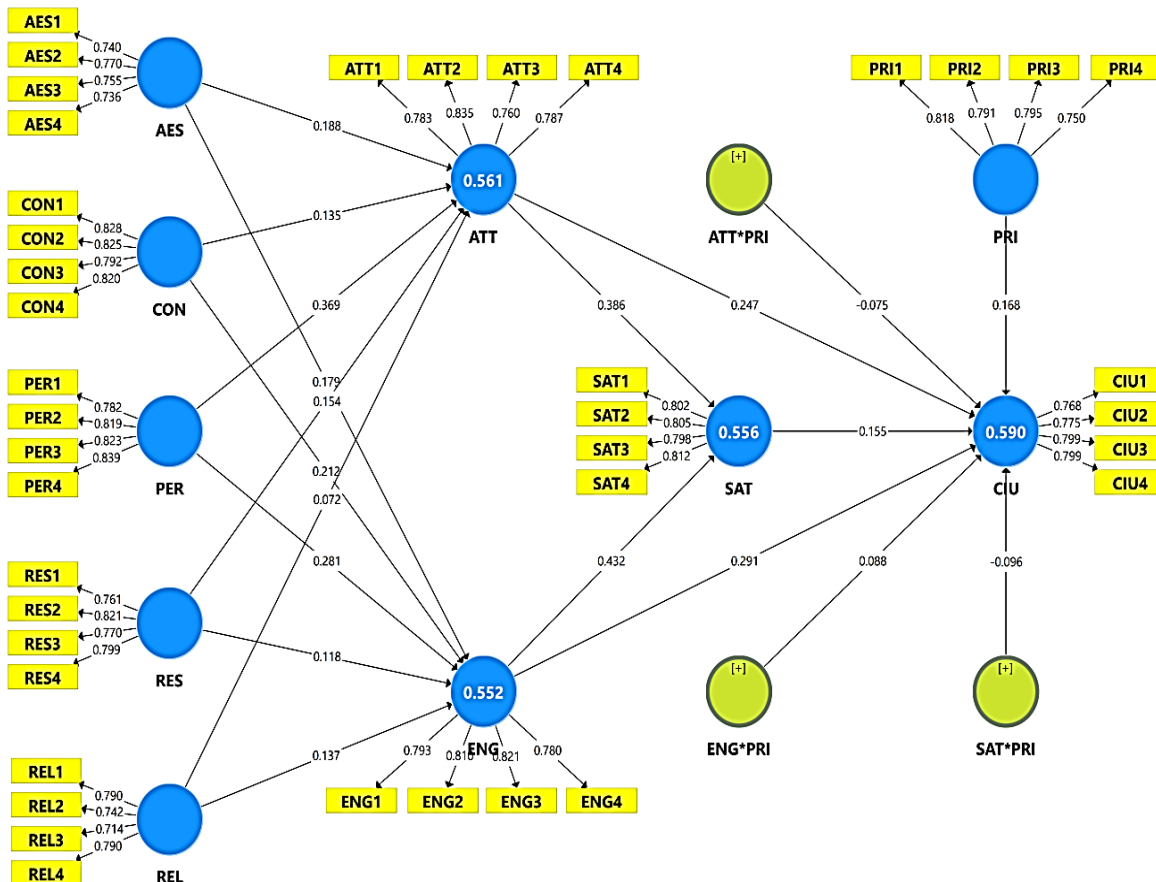 AES1
AES2
AES3
AES4
0.740
0.770
0.755
0.736
AES
CON1
CON2
CON3
CON4
0.828
0.825
0.792
0.820
CON
PER1
PER2
PER3
PER4
0.782
0.819
0.823
0.839
PER
RES1
RES2
RES3
RES4
0.761
0.821
0.770
0.799
RES
REL1
REL2
REL3
REL4
0.790
0.742
0.714
0.790
REL
0.188
0.135
0.369
0.179
0.154
0.212
0.072
0.281
0.118
0.137
ATT1 ATT2 ATT3 ATT4
0.783 0.835 0.760 0.787
0.561
ATT
0.552
ENG
0.793 0.810 0.821 0.780
ENG1 ENG2 ENG3 ENG4
0.386
0.247
0.432
0.291
SAT1
SAT2
SAT3
SAT4
0.802
0.805
0.798
0.812
0.556
SAT
0.155
[+]
ATT*PRI
-0.075
PRI1 PRI2 PRI3 PRI4
0.818 0.791 0.795 0.750
PRI
0.168
0.590
CIU
0.768
0.775
0.799
0.799
CIU1
CIU2
CIU3
CIU4
0.088
-0.096
[+]
ENG*PRI
[+]
SAT*PRI